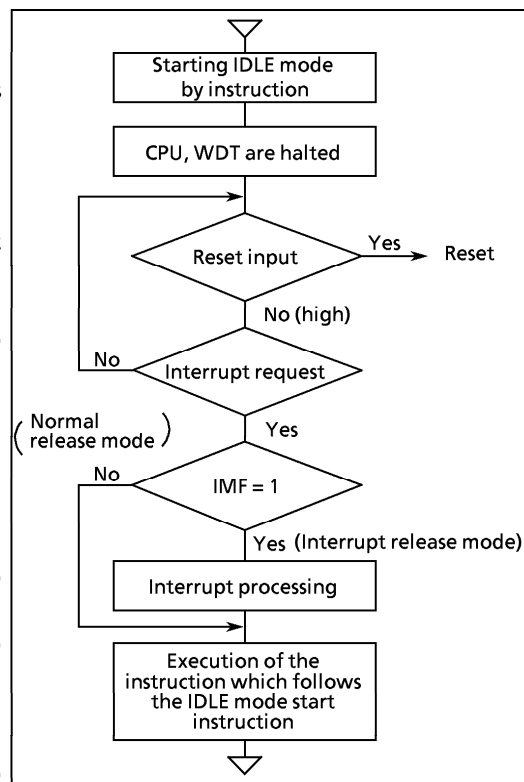 Starting IDLE mode
by instruction
CPU, WDT are halted
Reset input
Yes
Reset
No (high)
No
Interrupt request
(Normal
release mode)
Yes
No
IMF = 1
Yes (Interrupt release mode)
Interrupt processing
Execution of the
instruction which follows
the IDLE mode start
instruction